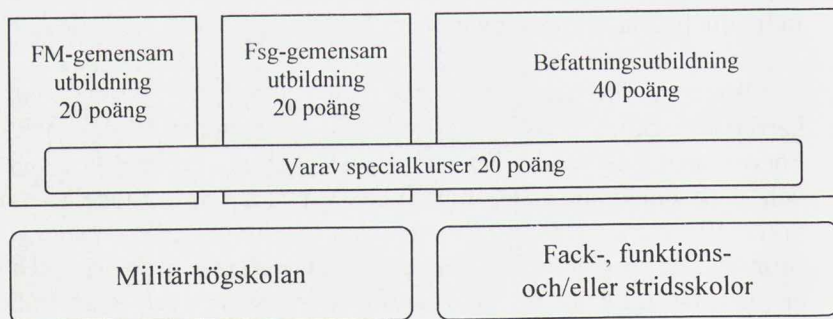 FM-gemensam
utbildning
20 poäng
Fsg-gemensam
utbildning
20 poäng
Befattningsutbildning
40 poäng
Varav specialkurser 20 poäng
Militärhögskolan
Fack-, funktions-
och/eller stridsskolor